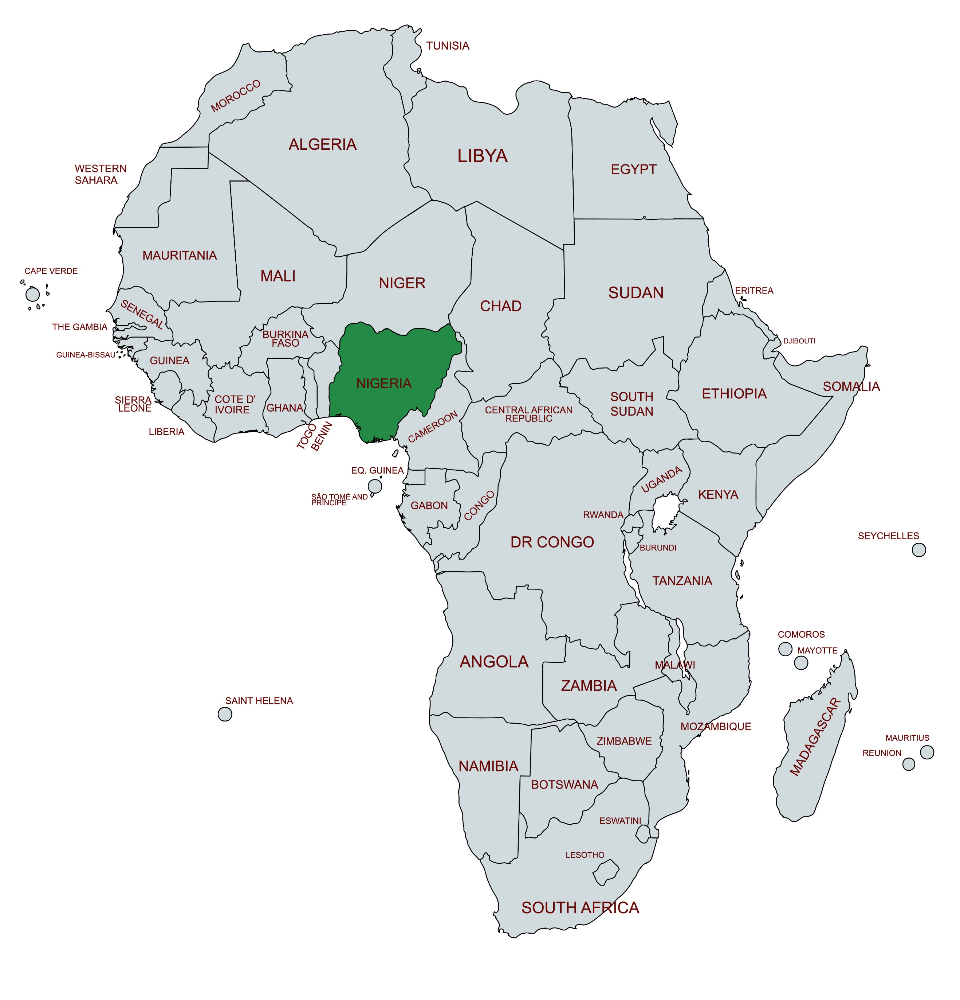 TUNISIA
MOROCCO
ALGERIA
LIBYA
EGYPT
WESTERN
SAHARA
MAURITANIA
MALI
NIGER
CHAD
SUDAN
ERITREA
CAPE VERDE
SENEGAL
THE GAMBIA
GUINEA-BISSAU
GUINEA
BURKINA
FASO
DJIBOUTI
NIGERIA
SOMALIA
ETHIOPIA
SOUTH
SUDAN
SIERRA
LEONE
COTE D'
IVOIRE
GHANA
CENTRAL AFRICAN
REPUBLIC
LIBERIA
TOGO
BENIN
CAMEROON
EQ. GUINEA
SÃO TOMÉ AND
PRINCIPE
GABON
CONGO
UGANDA
KENYA
RWANDA
DR CONGO
BURUNDI
SEYCHELLES
TANZANIA
COMOROS
MAYOTTE
ANGOLA
MALAWI
ZAMBIA
SAINT HELENA
MOZAMBIQUE
MADAGASCAR
ZIMBABWE
MAURITIUS
REUNION
NAMIBIA
BOTSWANA
ESWATINI
LESOTHO
SOUTH AFRICA